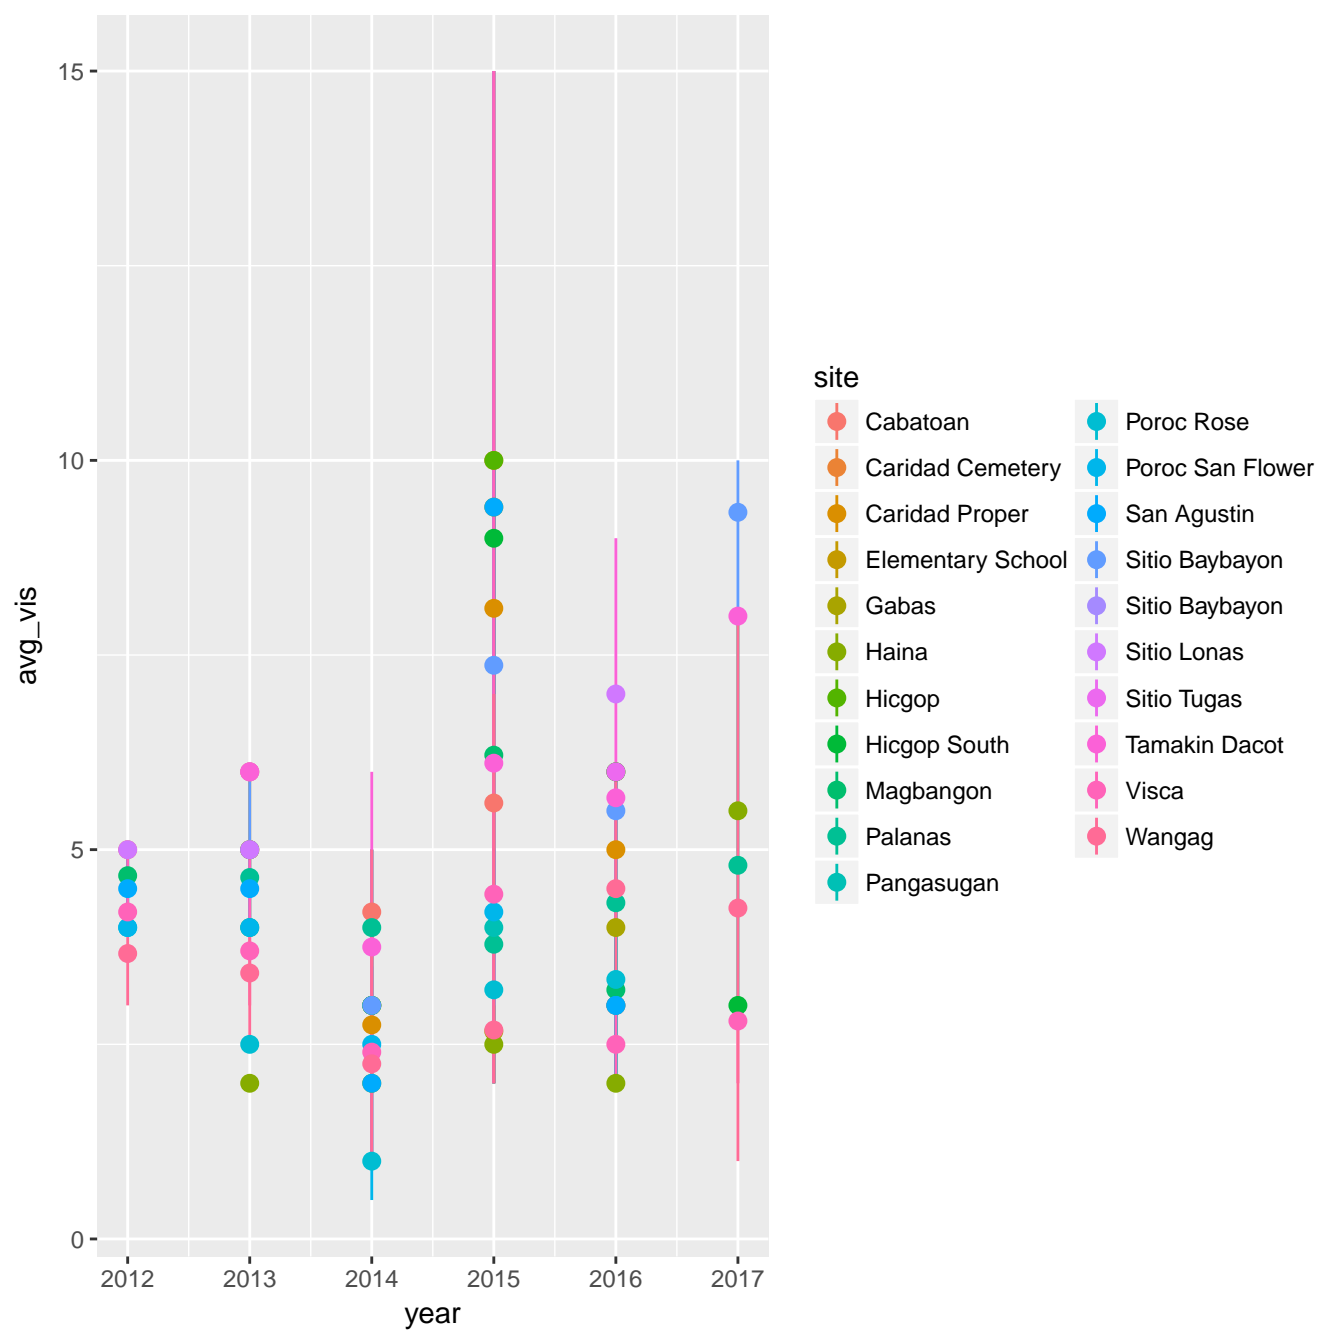 15
10
5
0
avg_vis
2012 2013 2014 2015 2016 2017
year
site
Cabatoan
Caridad Cemetery
Caridad Proper
Elementary School
Gabas
Haina
Hicgop
Hicgop South
Magbangon
Palanas
Pangasugan
Poroc Rose
Poroc San Flower
San Agustin
Sitio Baybayon
Sitio Baybayon
Sitio Lonas
Sitio Tugas
Tamakin Dacot
Visca
Wangag